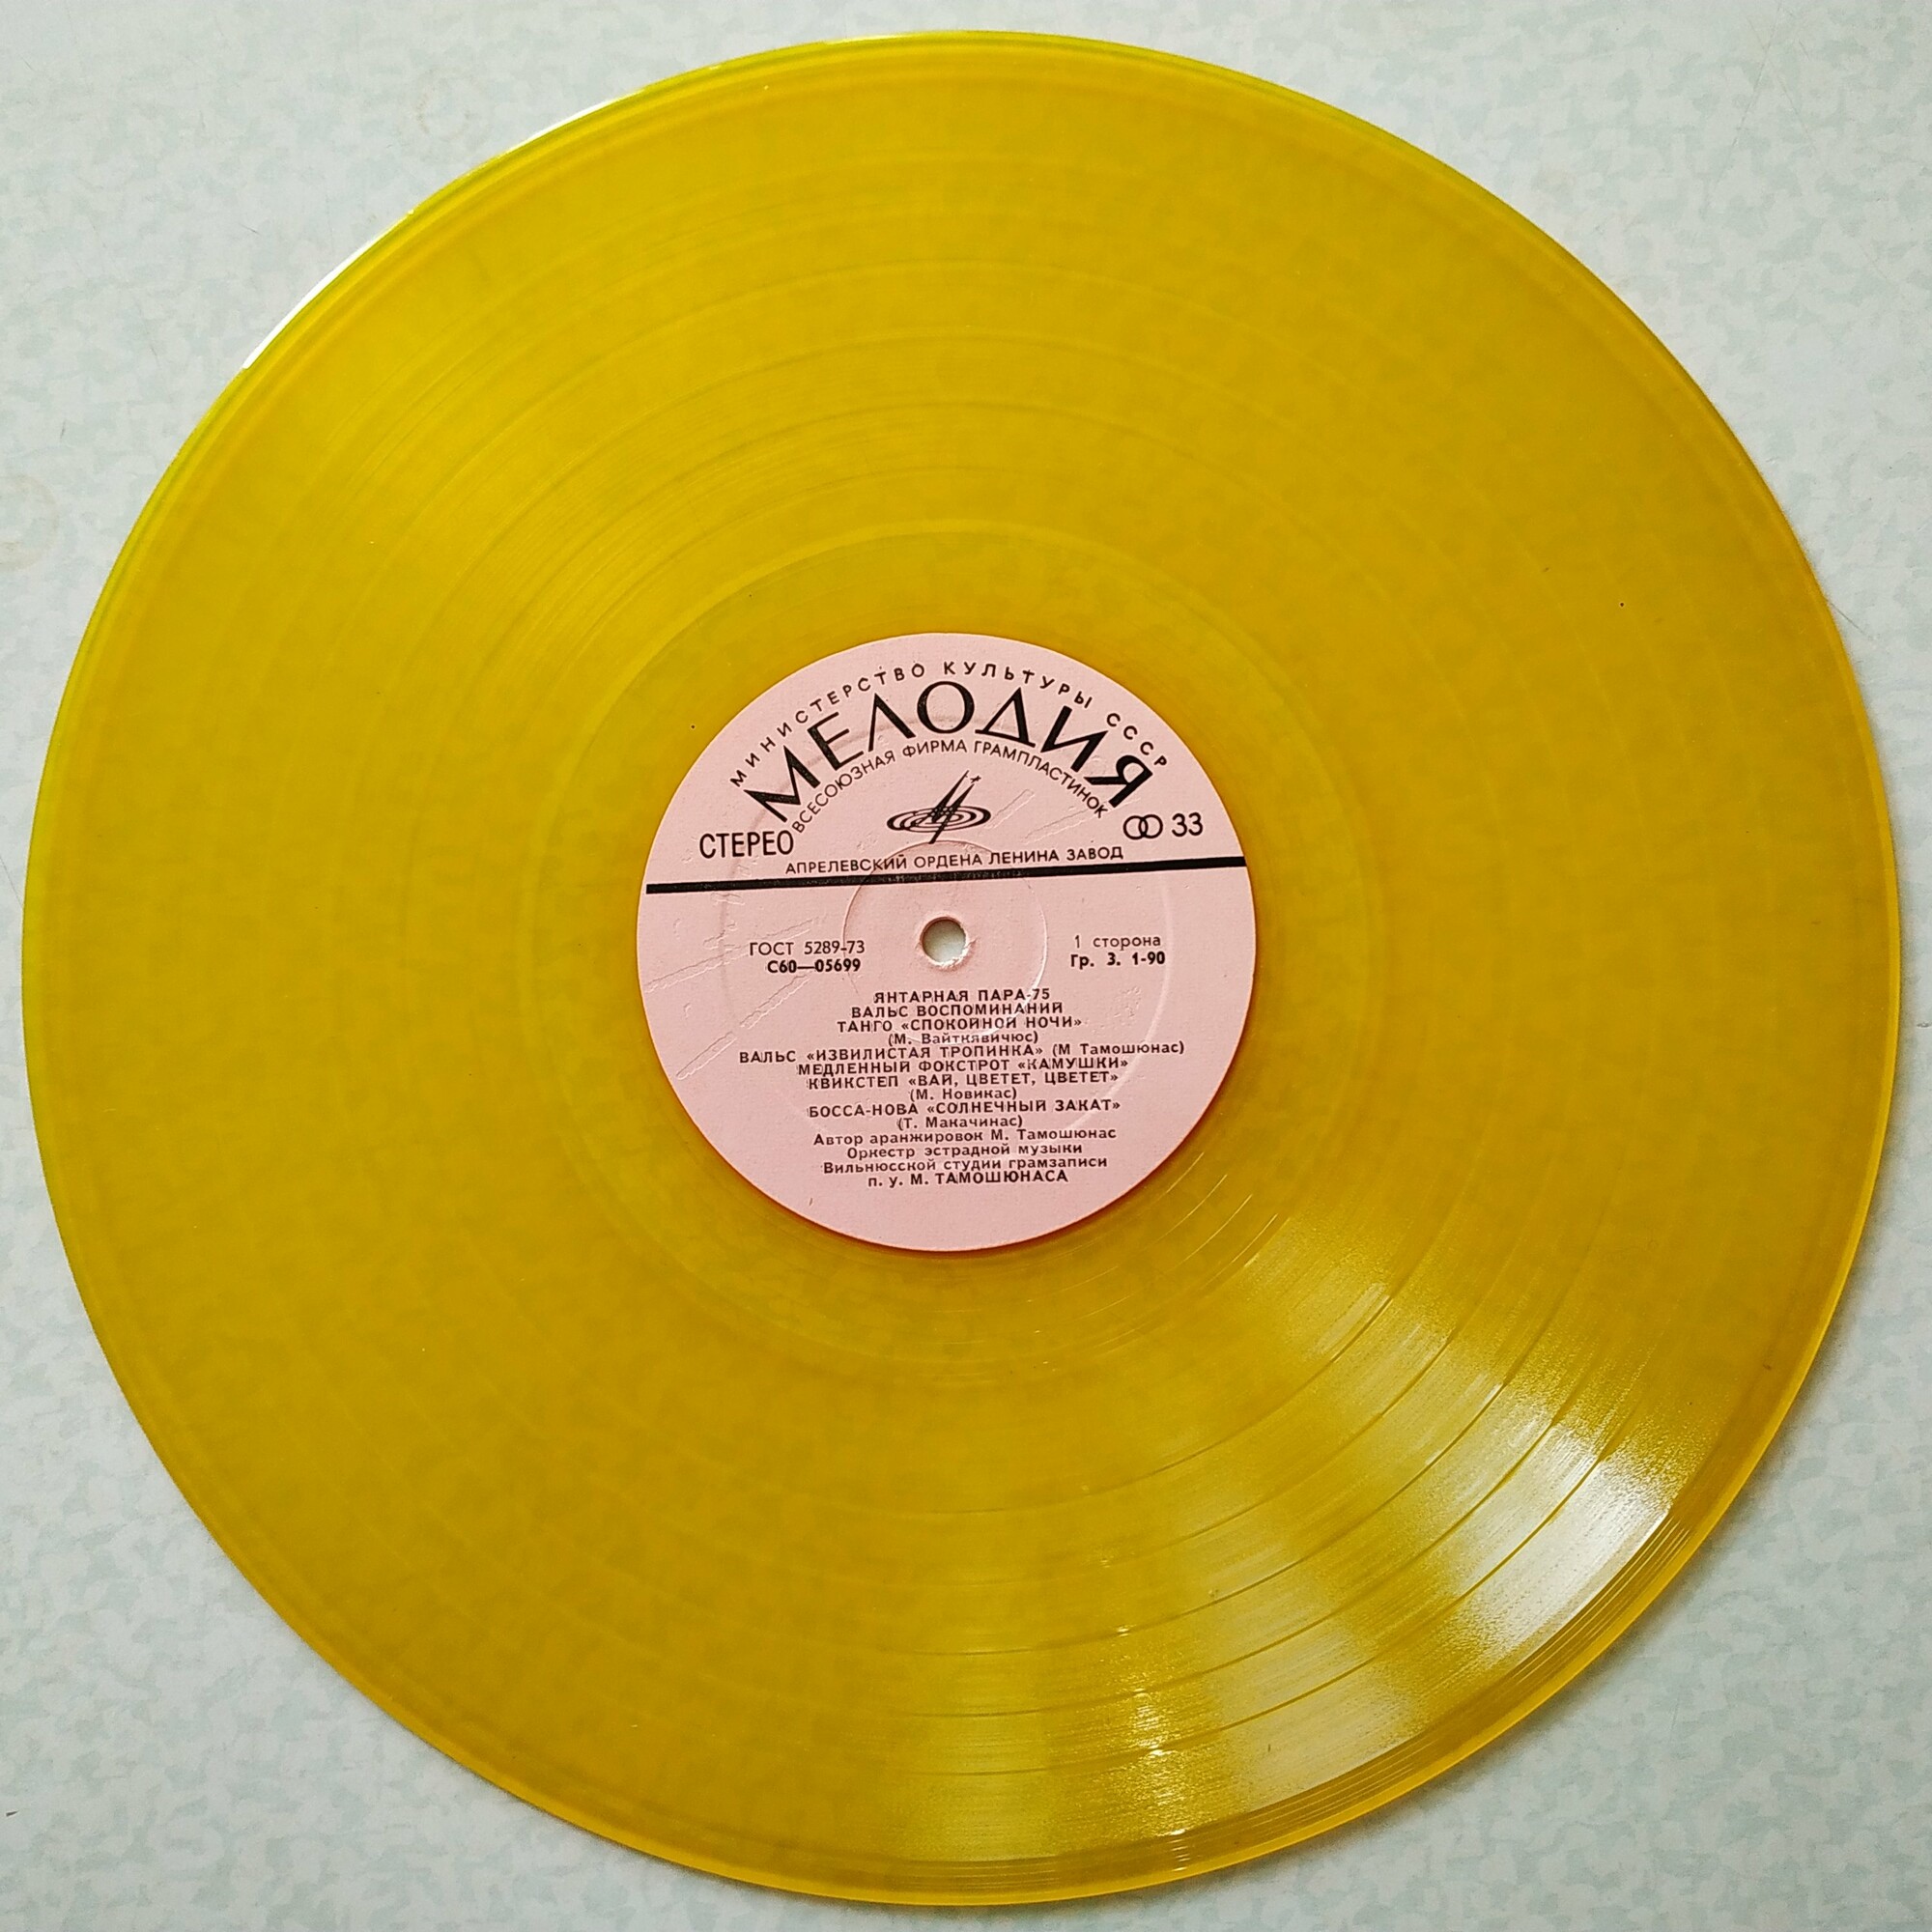 МИНИСТЕРСТВО КУЛЬТУРЫ СССР
МЕЛОДИЯ
ВСЕСОЮЗНАЯ ФИРМА ГРАМПЛАСТИНОК
СТЕРЕО
33
АПРЕЛЕВСКИЙ ОРДЕНА ЛЕНИНА ЗАВОД
ГОСТ 5289-73
С60—05699
1 сторона
Гр. 3. 1-90
ЯНТАРНАЯ ПАРА-75
ВАЛЬС ВОСПОМИНАНИЙ
ТАНГО «СПОКОЙНОЙ НОЧИ»
(М. Вайткявичюс)
ВАЛЬС «ИЗВИЛИСТАЯ ТРОПИНКА» (М Тамошюнас)
МЕДЛЕННЫЙ ФОКСТРОТ «КАМУШКИ»
КВИКСТЕП «ВАЙ, ЦВЕТЕТ, ЦВЕТЕТ»
(М. Новикас)
БОССА-НОВА «СОЛНЕЧНЫЙ ЗАКАТ»
(Т. Макачинас)
Автор аранжировок М. Тамошюнас
Оркестр эстрадной музыки
Вильнюсской студии грамзаписи
п. у. М. ТАМОШЮНАСА